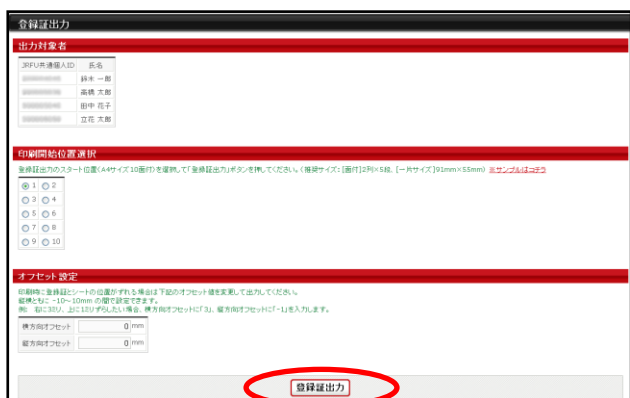 登録証出力
出力対象者
JRFU共通個人ID 氏名
鈴木 一郎
高橋 太郎
田中 花子
立花 太郎
印刷開始位置選択
登録証出力のスタート位置(A4サイズ10面付)を選択して「登録証出力」ボタンを押してください。(推奨サイズ:[面付]2列×5段、[一片サイズ]91mm×55mm) ※サンプルはコチラ
1 2
3 4
5 6
7 8
9 10
オフセット設定
印刷時に登録証とシートの位置がずれる場合は下記のオフセット値を変更して出力してください。
縦横ともに -10～10mm の間で設定できます。
例: 右に3ミリ、上に1ミリずらしたい場合、横方向オフセットに「3」、縦方向オフセットに「-1」を入力します。
横方向オフセット 0 mm
縦方向オフセット 0 mm
登録証出力